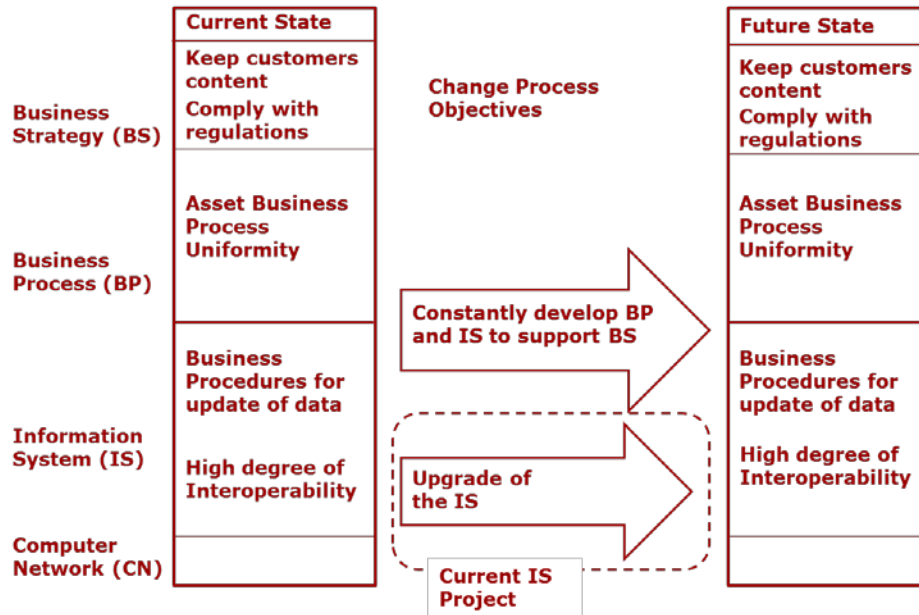 Current State
Future State
Keep customers
content
Comply with
regulations
Change Process
Objectives
Keep customers
content
Comply with
regulations
Business
Strategy (BS)
Asset Business
Process
Uniformity
Asset Business
Process
Uniformity
Business
Process (BP)
Constantly develop BP
and IS to support BS
Business
Procedures for
update of data
Business
Procedures for
update of data
Information
System (IS)
High degree of
Interoperability
Upgrade of
the IS
High degree of
Interoperability
Computer
Network (CN)
Current IS
Project